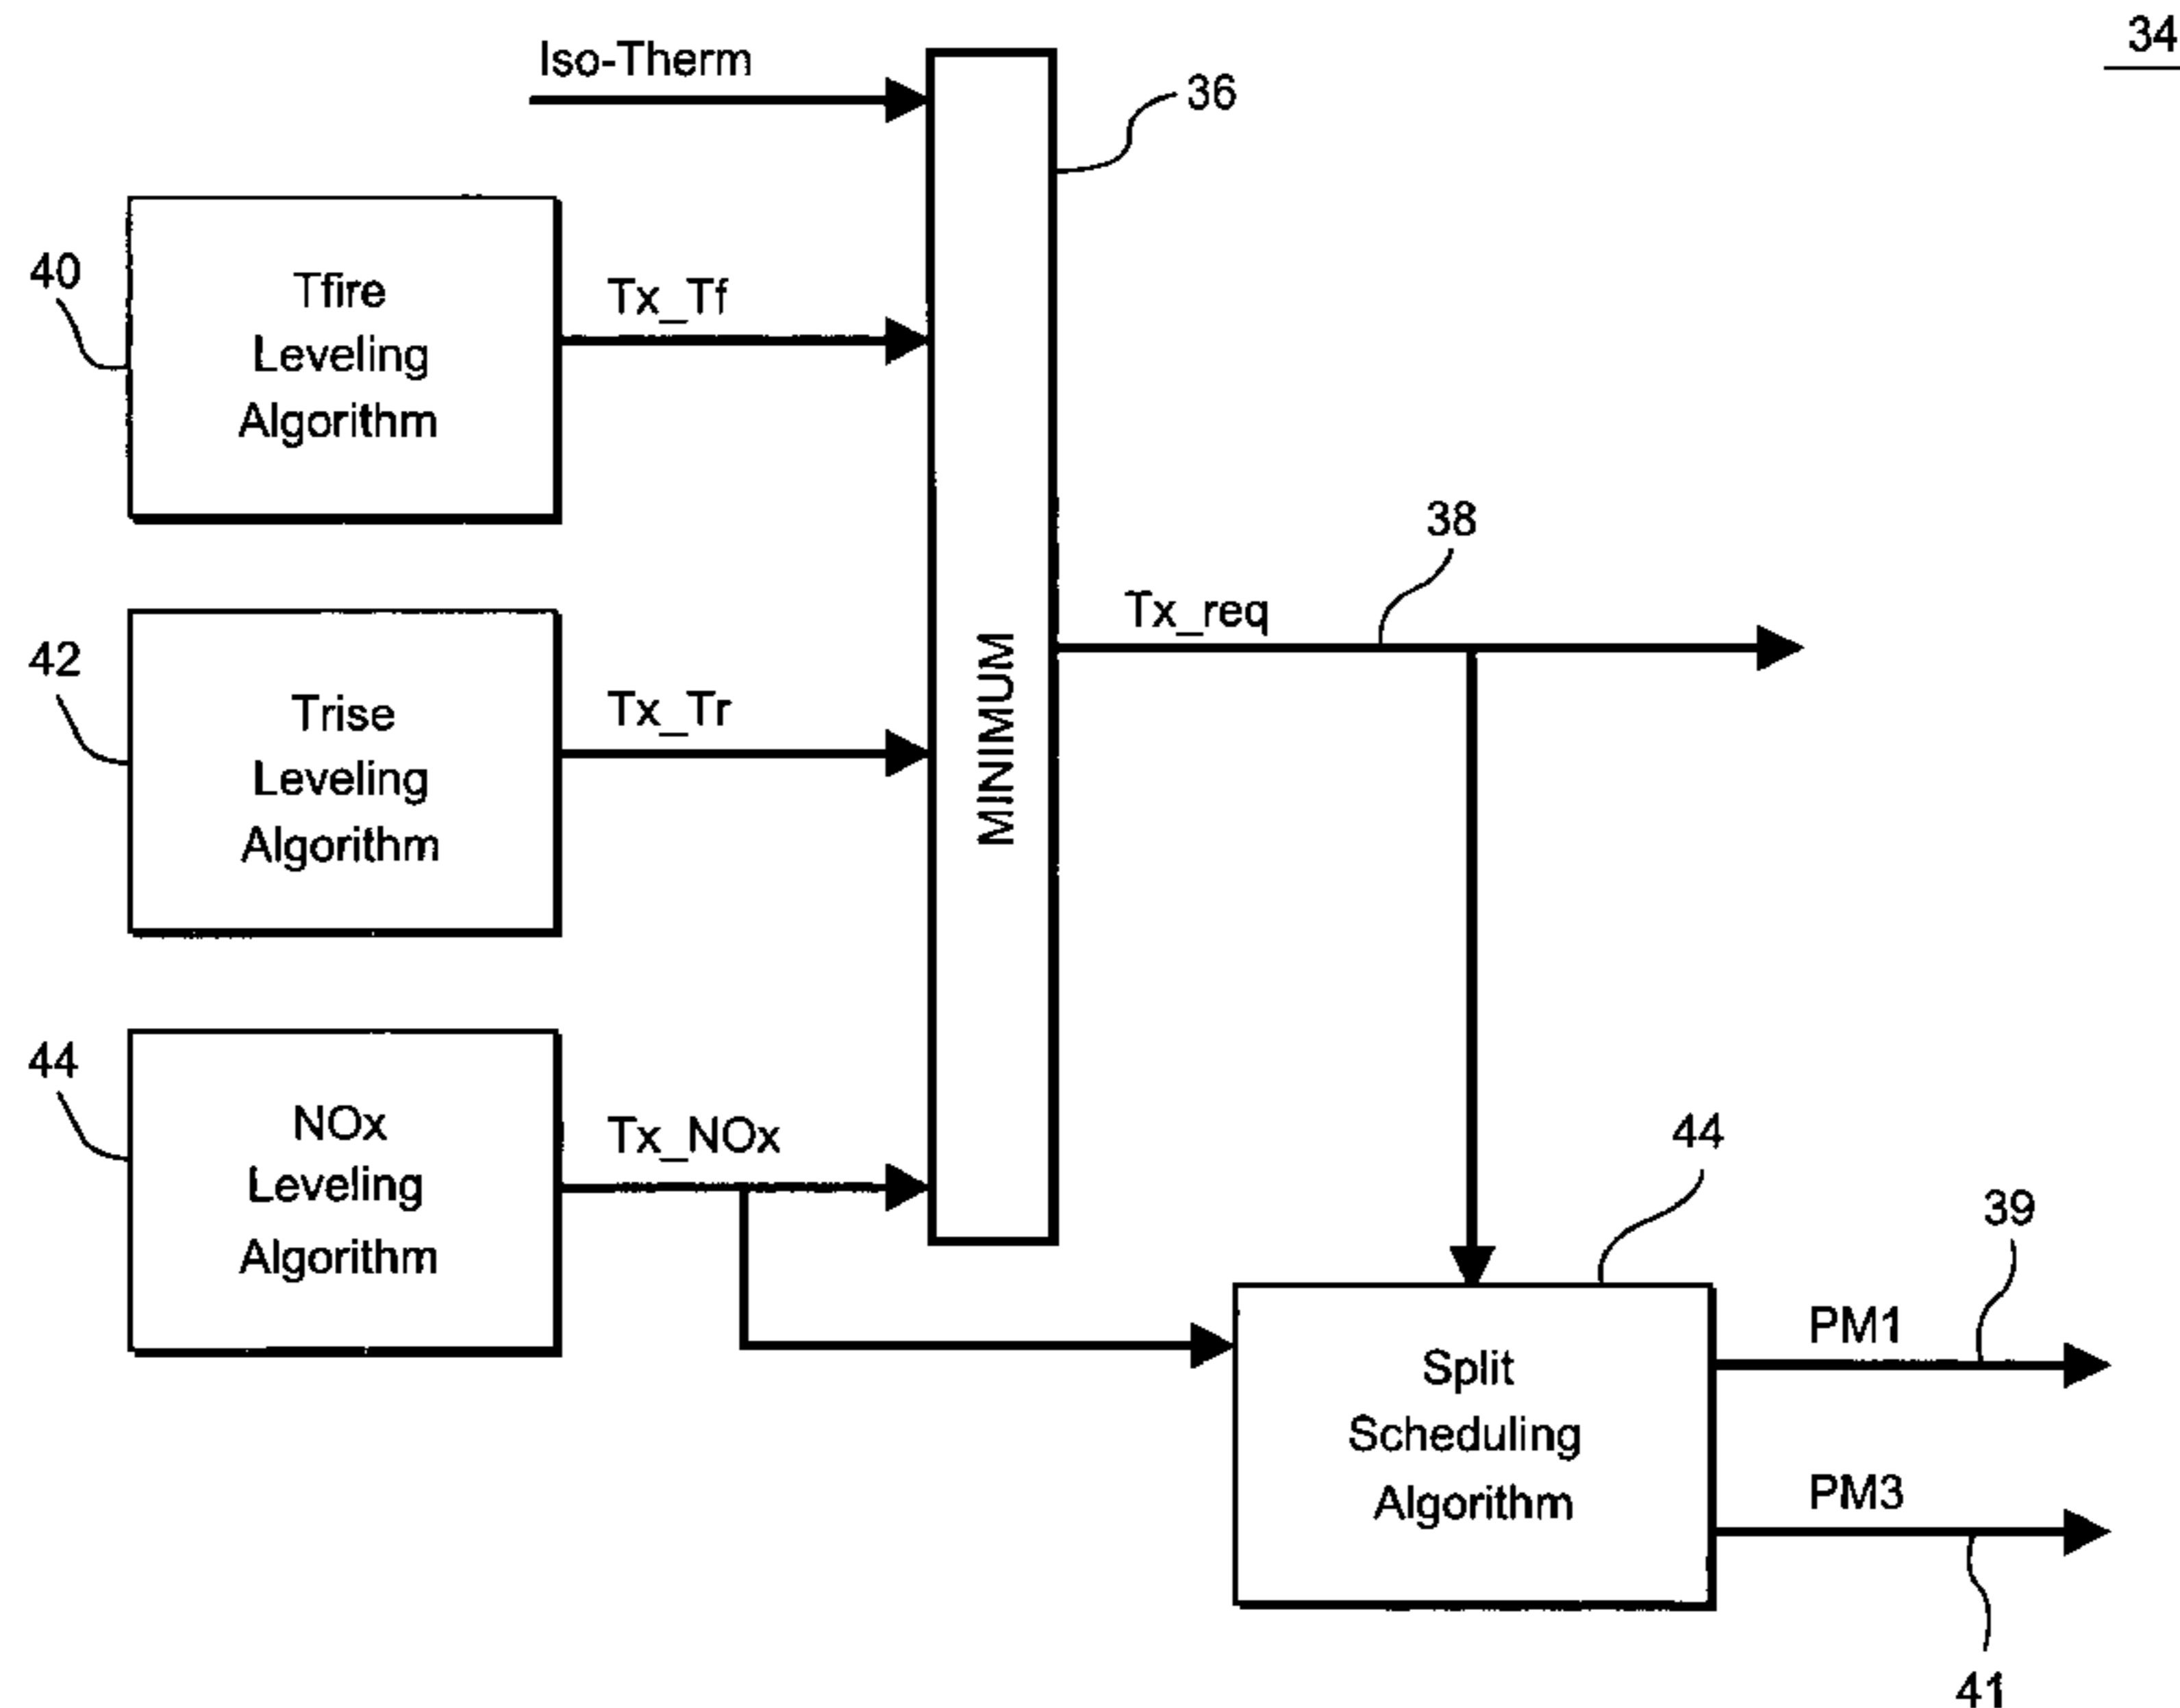 34
Iso-Therm
36
40
Tfire
Leveling
Algorithm
Tx_Tf
38
Tx_req
42
Trise
Leveling
Algorithm
Tx_Tr
MINIMUM
44
NOx
Leveling
Algorithm
Tx_NOx
44
39
Split
Scheduling
Algorithm
PM1
PM3
41